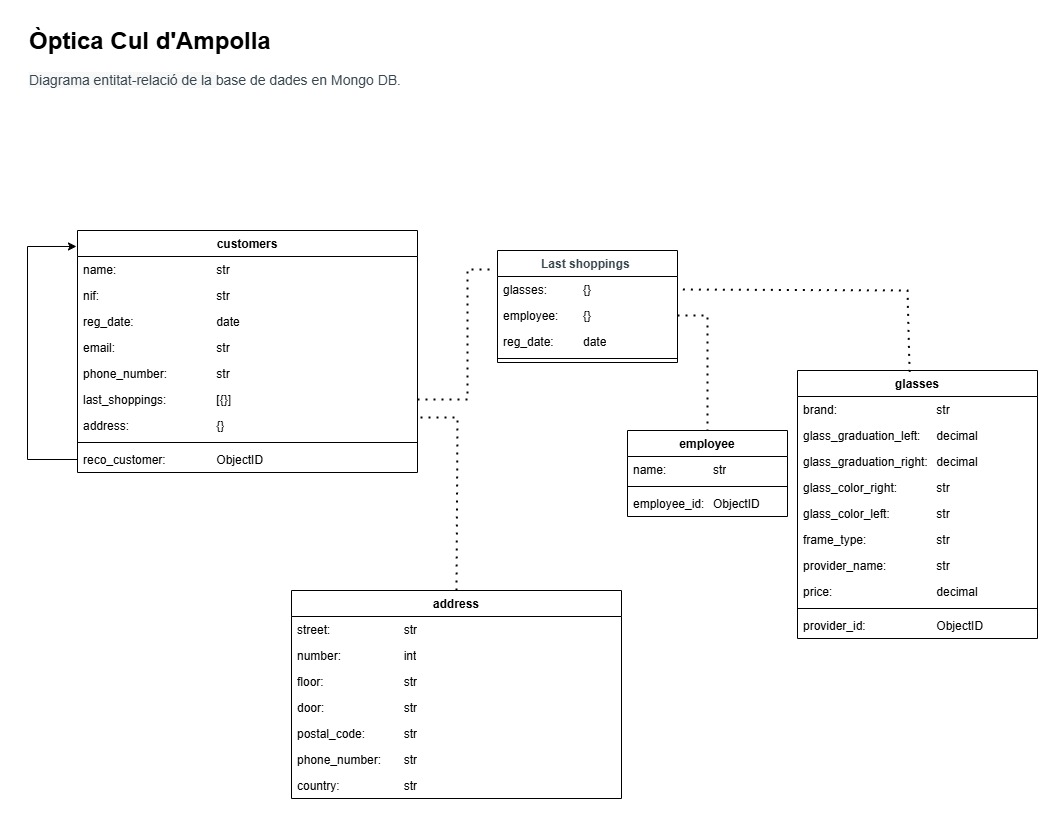 Òptica Cul d'Ampolla
Diagrama entitat-relació de la base de dades en Mongo DB.
customers
name: str
nif: str
reg_date: date
email: str
phone_number: str
last_shoppings: [{}]
address: {}
reco_customer: ObjectID
Last shoppings
glasses: {}
employee: {}
reg_date: date
employee
name: str
employee_id: ObjectID
glasses
brand: str
glass_graduation_left: decimal
glass_graduation_right: decimal
glass_color_right: str
glass_color_left: str
frame_type: str
provider_name: str
price: decimal
provider_id: ObjectID
address
street: str
number: int
floor: str
door: str
postal_code: str
phone_number: str
country: str